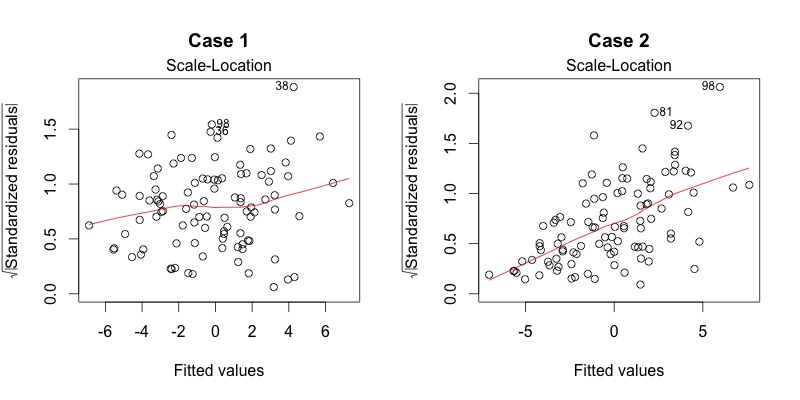 Case 1
Scale-Location
√|Standardized residuals|
0.0 0.5 1.0 1.5
38
98
36
-6 -4 -2 0 2 4 6
Fitted values
Case 2
Scale-Location
√|Standardized residuals|
0.0 0.5 1.0 1.5 2.0
98
81
92
-5 0 5
Fitted values